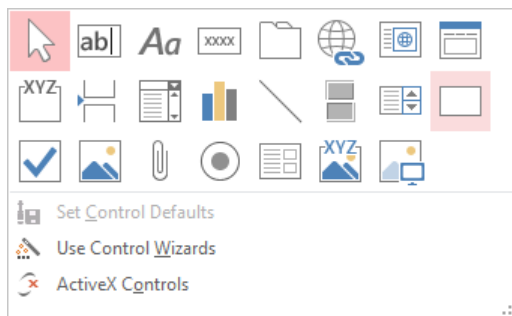 ab Aa xxxx
XYZ
XYZ
Set Control Defaults
Use Control Wizards
ActiveX Controls